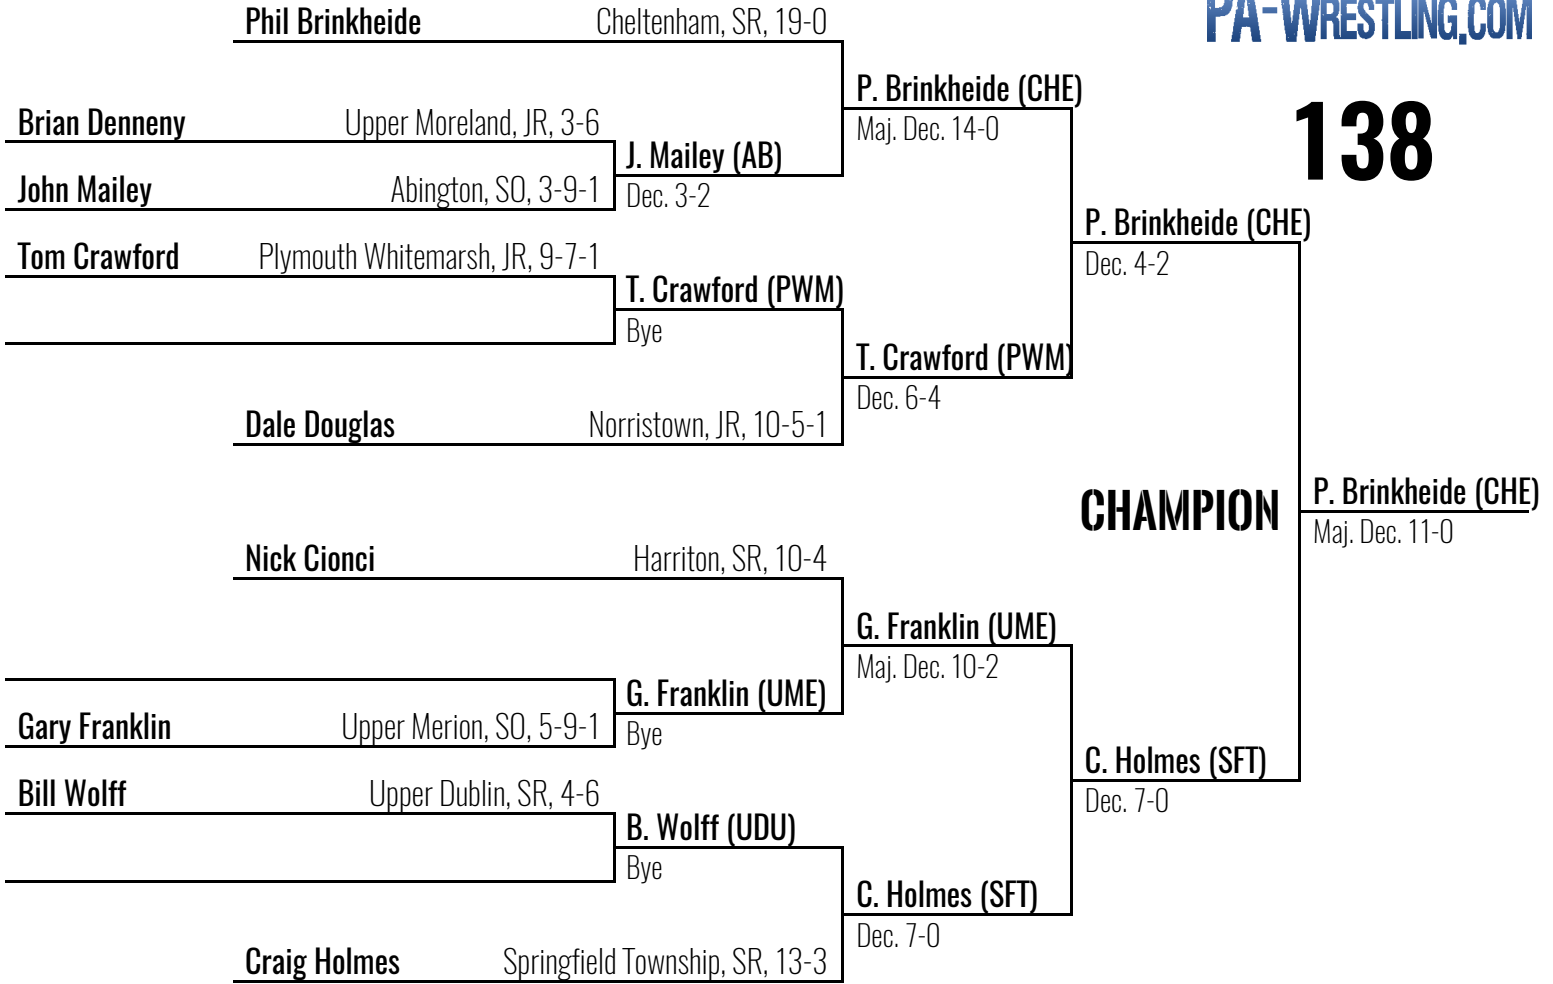 PA-WRESTLING.COM
138
Phil Brinkheide Cheltenham, SR, 19-0
P. Brinkheide (CHE)
Maj. Dec. 14-0
Brian Denneny Upper Moreland, JR, 3-6
J. Mailey (AB)
Dec. 3-2
John Mailey Abington, SO, 3-9-1
P. Brinkheide (CHE)
Dec. 4-2
Tom Crawford Plymouth Whitemarsh, JR, 9-7-1
T. Crawford (PWM)
Bye
T. Crawford (PWM)
Dec. 6-4
Dale Douglas Norristown, JR, 10-5-1
CHAMPION
P. Brinkheide (CHE)
Maj. Dec. 11-0
Nick Cionci Harriton, SR, 10-4
G. Franklin (UME)
Maj. Dec. 10-2
G. Franklin (UME)
Bye
Gary Franklin Upper Merion, SO, 5-9-1
C. Holmes (SFT)
Dec. 7-0
Bill Wolff Upper Dublin, SR, 4-6
B. Wolff (UDU)
Bye
C. Holmes (SFT)
Dec. 7-0
Craig Holmes Springfield Township, SR, 13-3